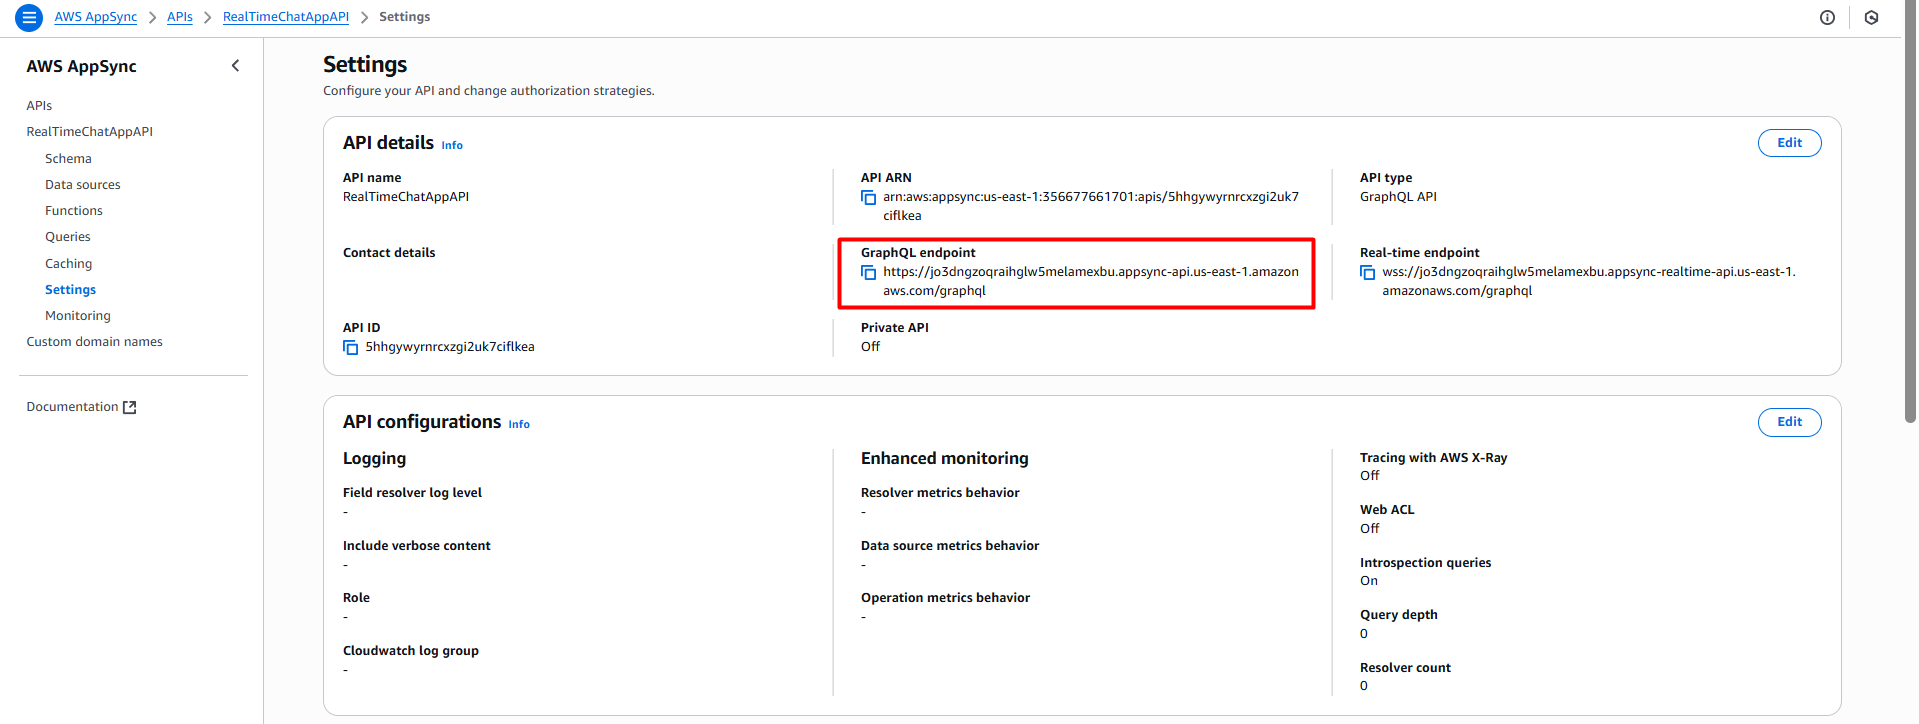 AWS AppSync > APIs > RealTimeChatAppAPI > Settings
AWS AppSync
APIs
RealTimeChatAppAPI
Schema
Data sources
Functions
Queries
Caching
Settings
Monitoring
Custom domain names
Documentation
Settings
Configure your API and change authorization strategies.
API details Info
Edit
API name
RealTimeChatAppAPI
API ARN
arn:aws:appsync:us-east-1:356677661701:apis/5hhgywyrnrcxzgi2uk7
ciflkea
API type
GraphQL API
Contact details
GraphQL endpoint
https://jo3dngzoqraihglw5melamexbu.appsync-api.us-east-1.amazon
aws.com/graphql
Real-time endpoint
wss://jo3dngzoqraihglw5melamexbu.appsync-realtime-api.us-east-1.
amazonaws.com/graphql
API ID
5hhgywyrnrcxzgi2uk7ciflkea
Private API
Off
API configurations Info
Edit
Logging
Field resolver log level
-
Include verbose content
-
Role
-
Cloudwatch log group
-
Enhanced monitoring
Resolver metrics behavior
-
Data source metrics behavior
-
Operation metrics behavior
-
Tracing with AWS X-Ray
Off
Web ACL
Off
Introspection queries
On
Query depth
0
Resolver count
0